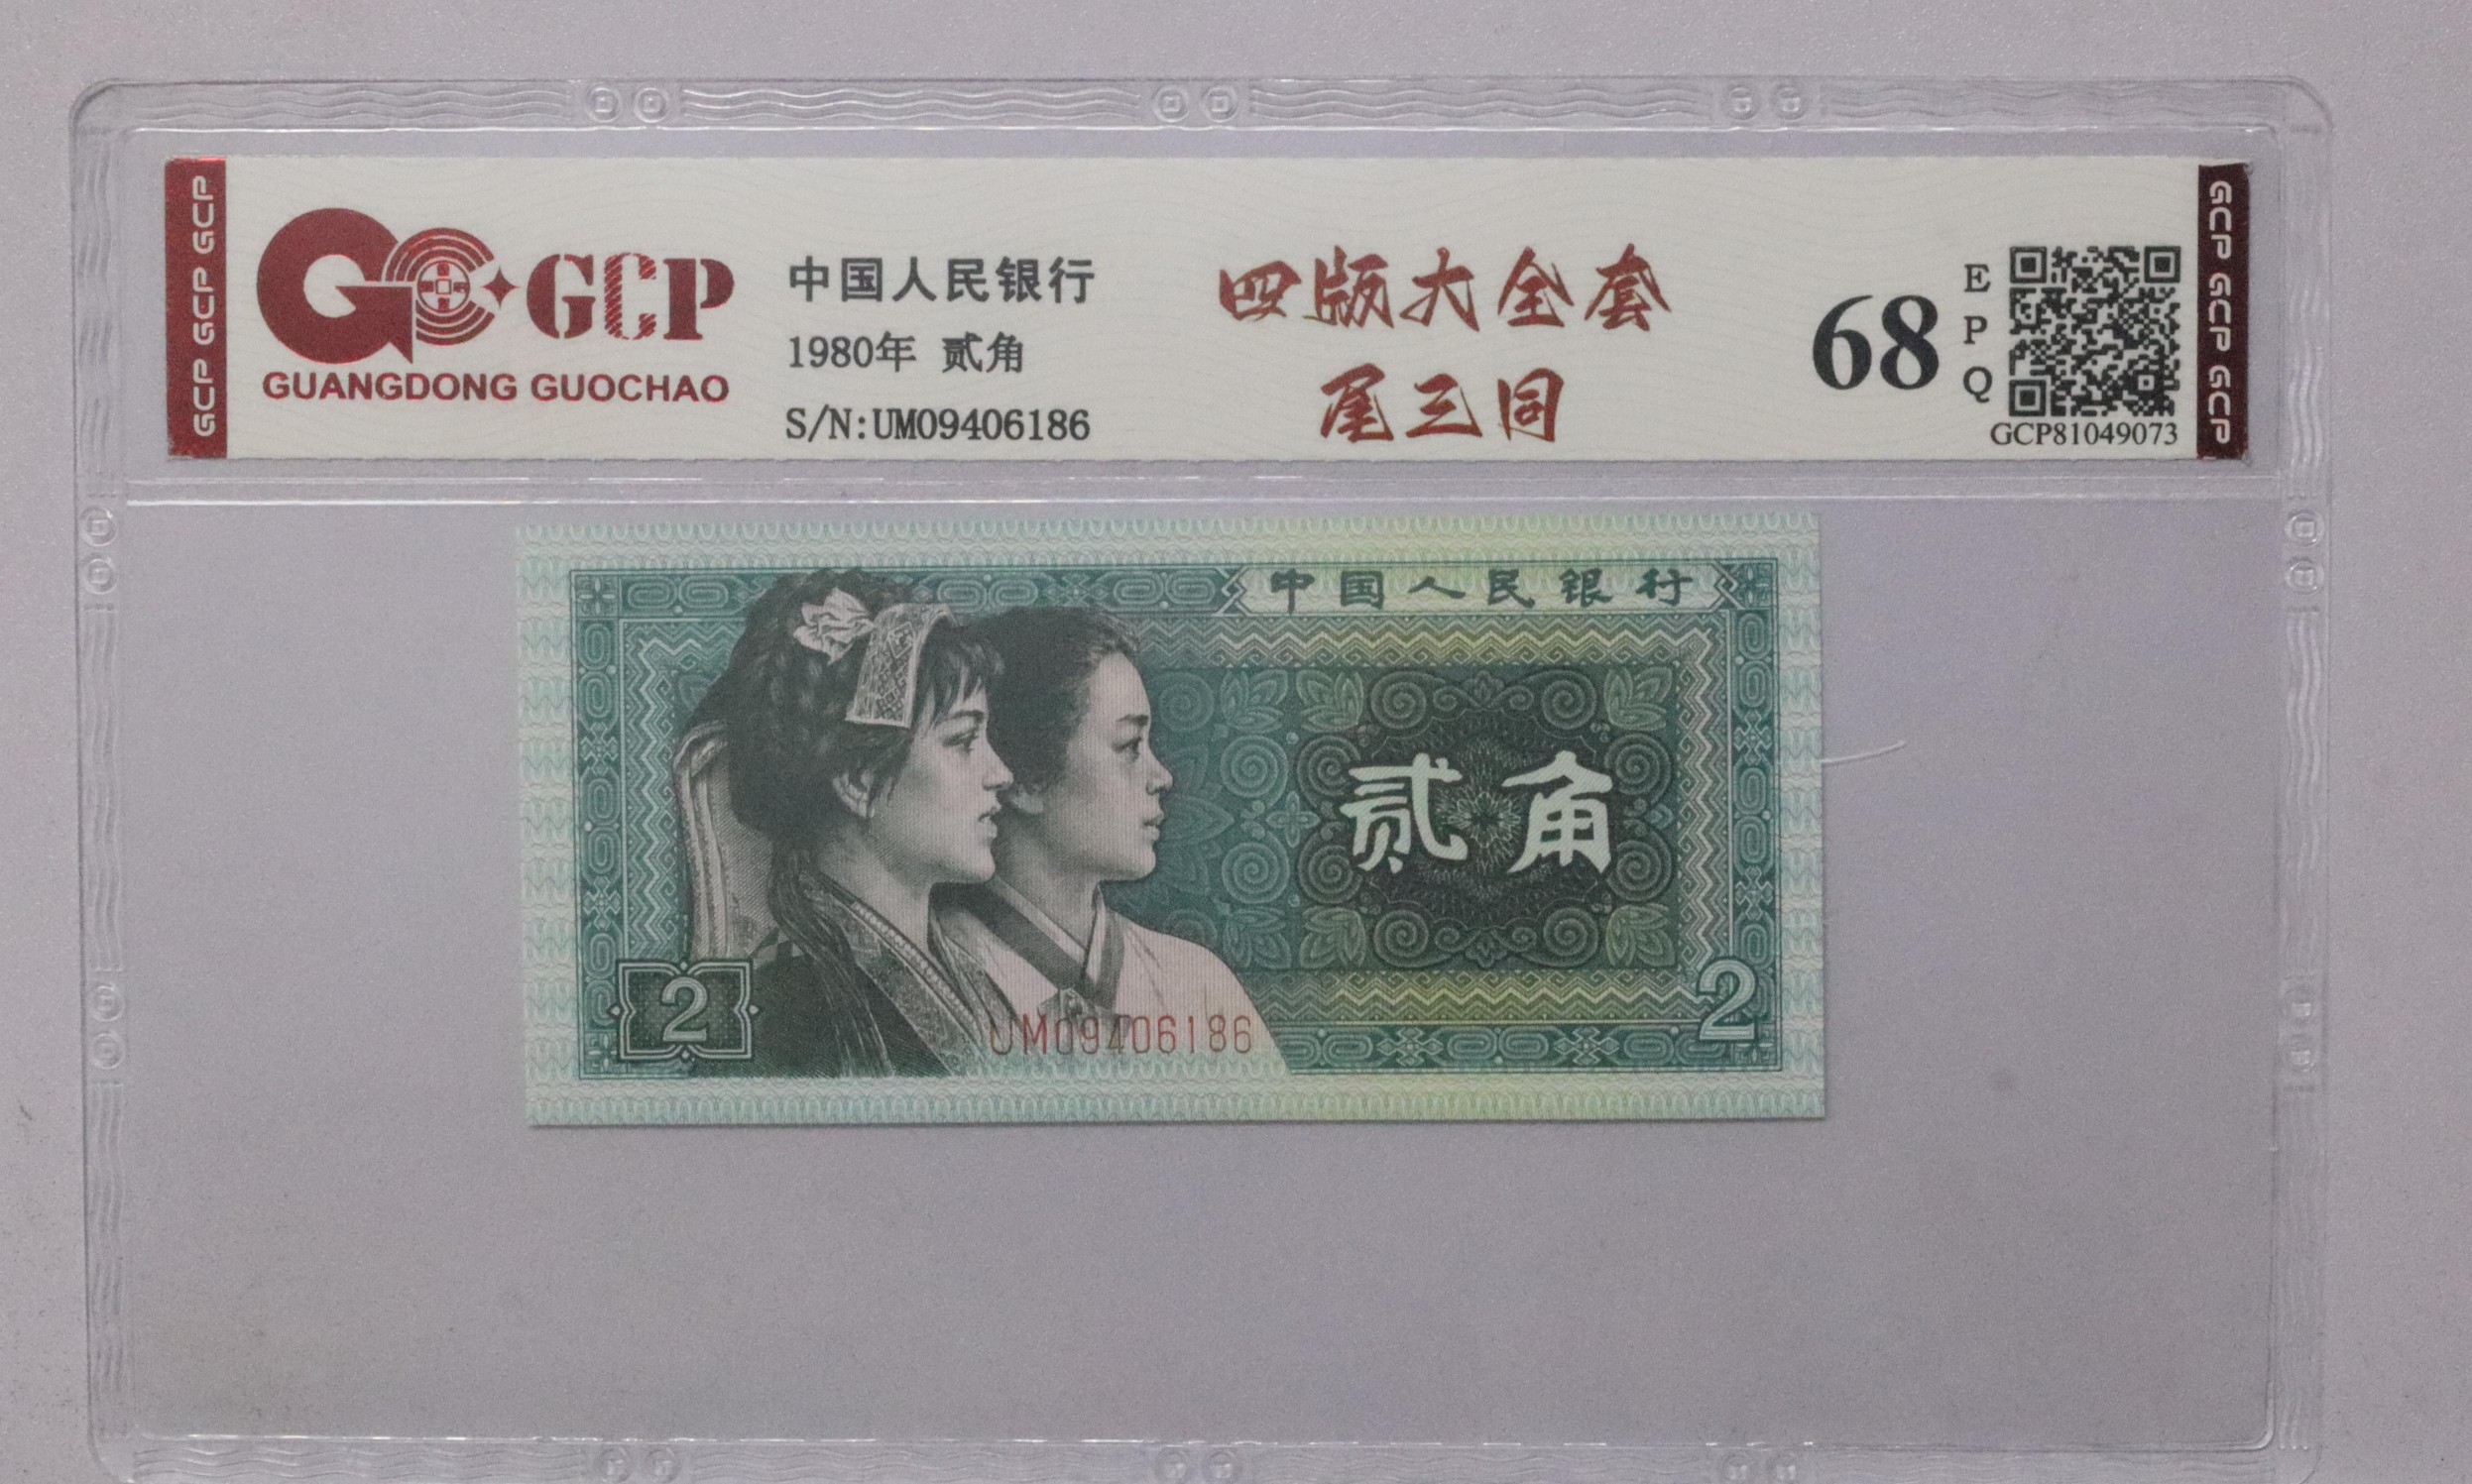 GCP GCP GCP
GCP
GUANGDONG GUOCHAO
中国人民银行
1980年 贰角
S/N:UM09406186
四版大全套
尾三同
68
E
P
Q
GCP81049073
GCP GCP GCP
中国人民银行
贰角
2
UM09406186
2